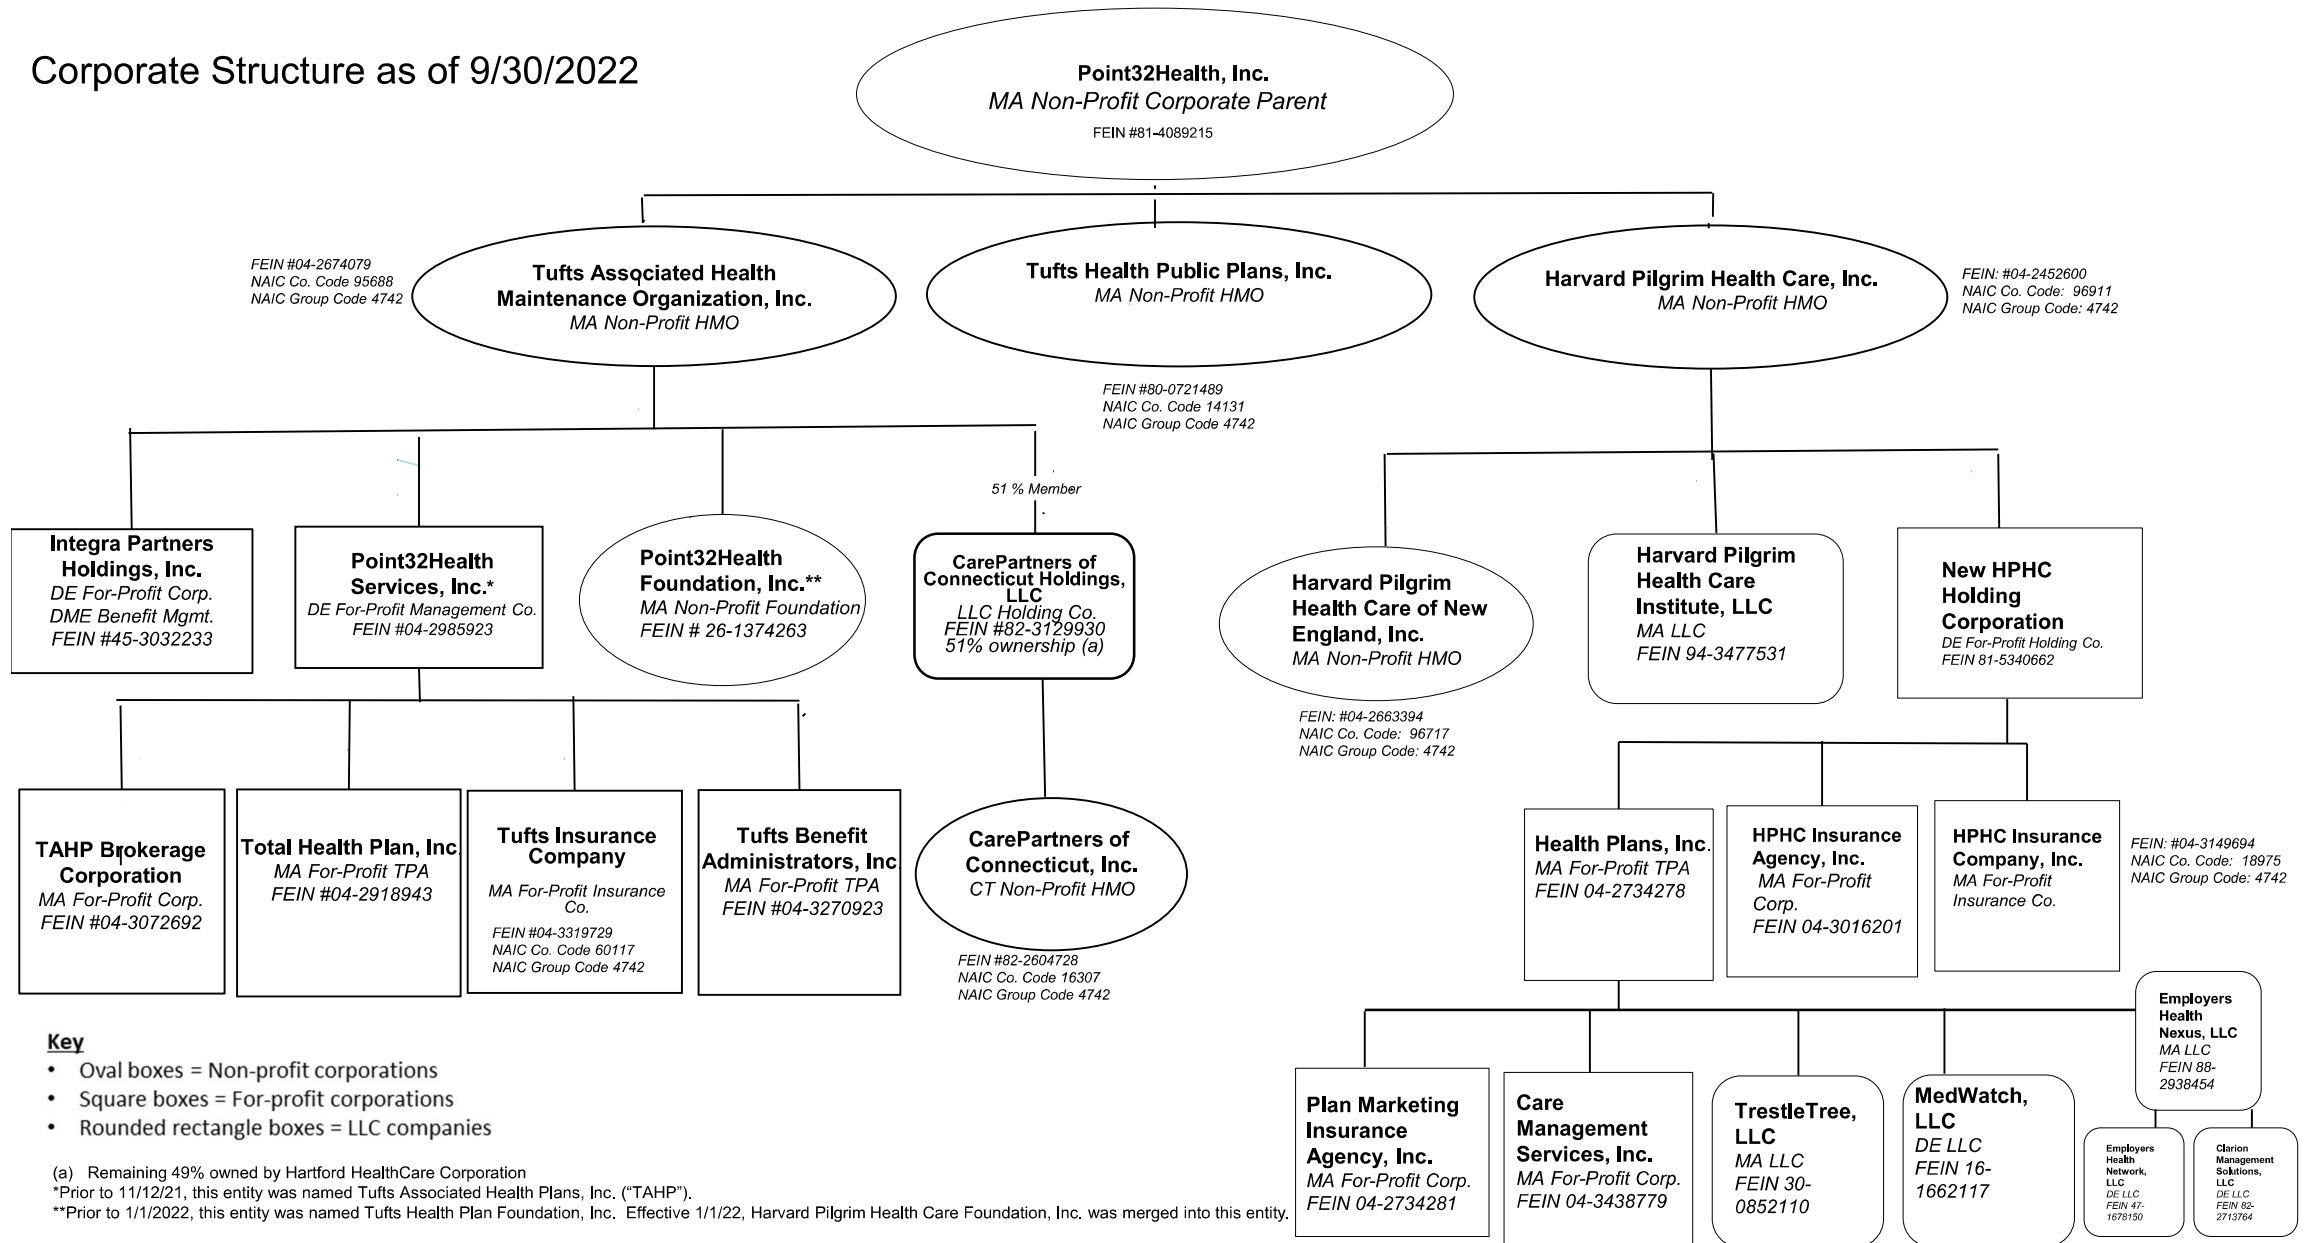 Corporate Structure as of 9/30/2022
Point32Health, Inc.
MA Non-Profit Corporate Parent
FEIN #81-4089215
FEIN #04-2674079
NAIC Co. Code 95688
NAIC Group Code 4742
Tufts Associated Health
Maintenance Organization, Inc.
MA Non-Profit HMO
Tufts Health Public Plans, Inc.
MA Non-Profit HMO
Harvard Pilgrim Health Care, Inc.
MA Non-Profit HMO
FEIN: #04-2452600
NAIC Co. Code: 96911
NAIC Group Code: 4742
FEIN #80-0721489
NAIC Co. Code 14131
NAIC Group Code 4742
51 % Member
Integra Partners
Holdings, Inc.
DE For-Profit Corp.
DME Benefit Mgmt.
FEIN #45-3032233
Point32Health
Services, Inc.*
DE For-Profit Management Co.
FEIN #04-2985923
Point32Health
Foundation, Inc.**
MA Non-Profit Foundation
FEIN # 26-1374263
CarePartners of
Connecticut Holdings,
LLC
LLC Holding Co.
FEIN #82-3129930
51% ownership (a)
Harvard Pilgrim
Health Care of New
England, Inc.
MA Non-Profit HMO
Harvard Pilgrim
Health Care
Institute, LLC
MA LLC
FEIN 94-3477531
New HPHC
Holding
Corporation
DE For-Profit Holding Co.
FEIN 81-5340662
FEIN: #04-2663394
NAIC Co. Code: 96717
NAIC Group Code: 4742
TAHP Brokerage
Corporation
MA For-Profit Corp.
FEIN #04-3072692
Total Health Plan, Inc.
MA For-Profit TPA
FEIN #04-2918943
Tufts Insurance
Company
MA For-Profit Insurance
Co.
FEIN #04-3319729
NAIC Co. Code 60117
NAIC Group Code 4742
Tufts Benefit
Administrators, Inc.
MA For-Profit TPA
FEIN #04-3270923
CarePartners of
Connecticut, Inc.
CT Non-Profit HMO
FEIN #82-2604728
NAIC Co. Code 16307
NAIC Group Code 4742
Health Plans, Inc.
MA For-Profit TPA
FEIN 04-2734278
HPHC Insurance
Agency, Inc.
MA For-Profit
Corp.
FEIN 04-3016201
HPHC Insurance
Company, Inc.
MA For-Profit
Insurance Co.
FEIN: #04-3149694
NAIC Co. Code: 18975
NAIC Group Code: 4742
Employers
Health
Nexus, LLC
MA LLC
FEIN 88-
2938454
Plan Marketing
Insurance
Agency, Inc.
MA For-Profit Corp.
FEIN 04-2734281
Care
Management
Services, Inc.
MA For-Profit Corp.
FEIN 04-3438779
TrestleTree,
LLC
MA LLC
FEIN 30-
0852110
MedWatch,
LLC
DE LLC
FEIN 16-
1662117
Employers
Health
Network,
LLC
DE LLC
FEIN 47-
1678150
Clarion
Management
Solutions,
LLC
DE LLC
FEIN 82-
2713764
Key
• Oval boxes = Non-profit corporations
• Square boxes = For-profit corporations
• Rounded rectangle boxes = LLC companies
(a) Remaining 49% owned by Hartford HealthCare Corporation
*Prior to 11/12/21, this entity was named Tufts Associated Health Plans, Inc. (“TAHP”).
**Prior to 1/1/2022, this entity was named Tufts Health Plan Foundation, Inc. Effective 1/1/22, Harvard Pilgrim Health Care Foundation, Inc. was merged into this entity.